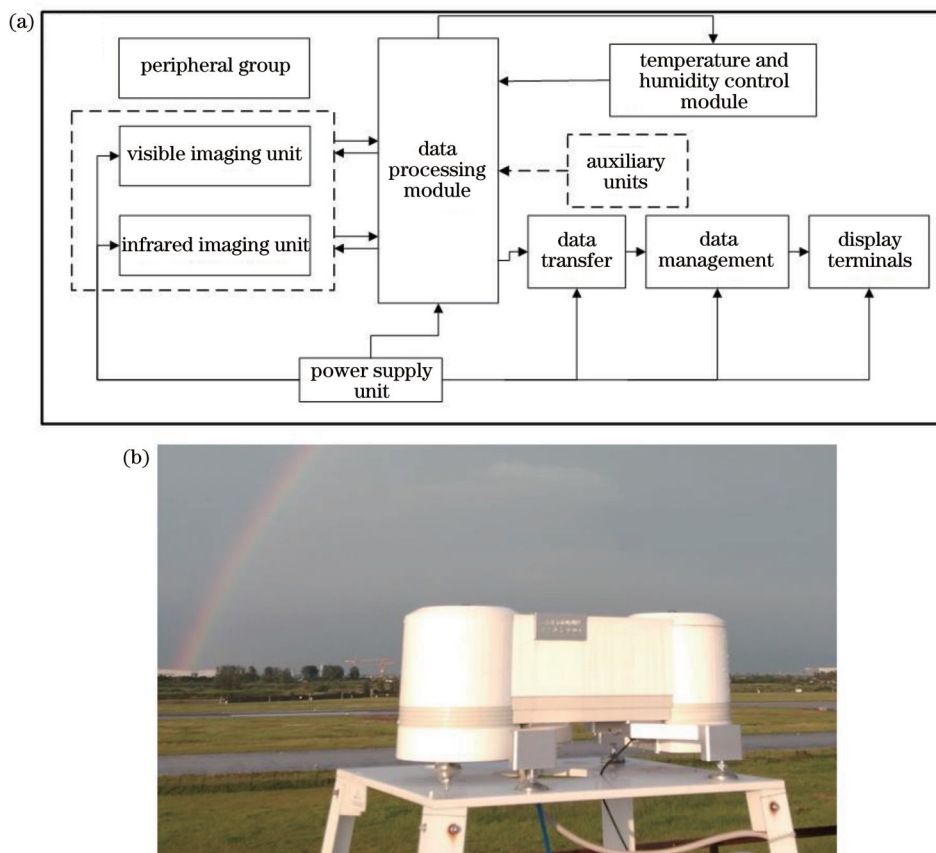 (a)
peripheral group
visible imaging unit
infrared imaging unit
data
processing
module
temperature and
humidity control
module
auxiliary
units
data
transfer
data
management
display
terminals
power supply
unit
(b)